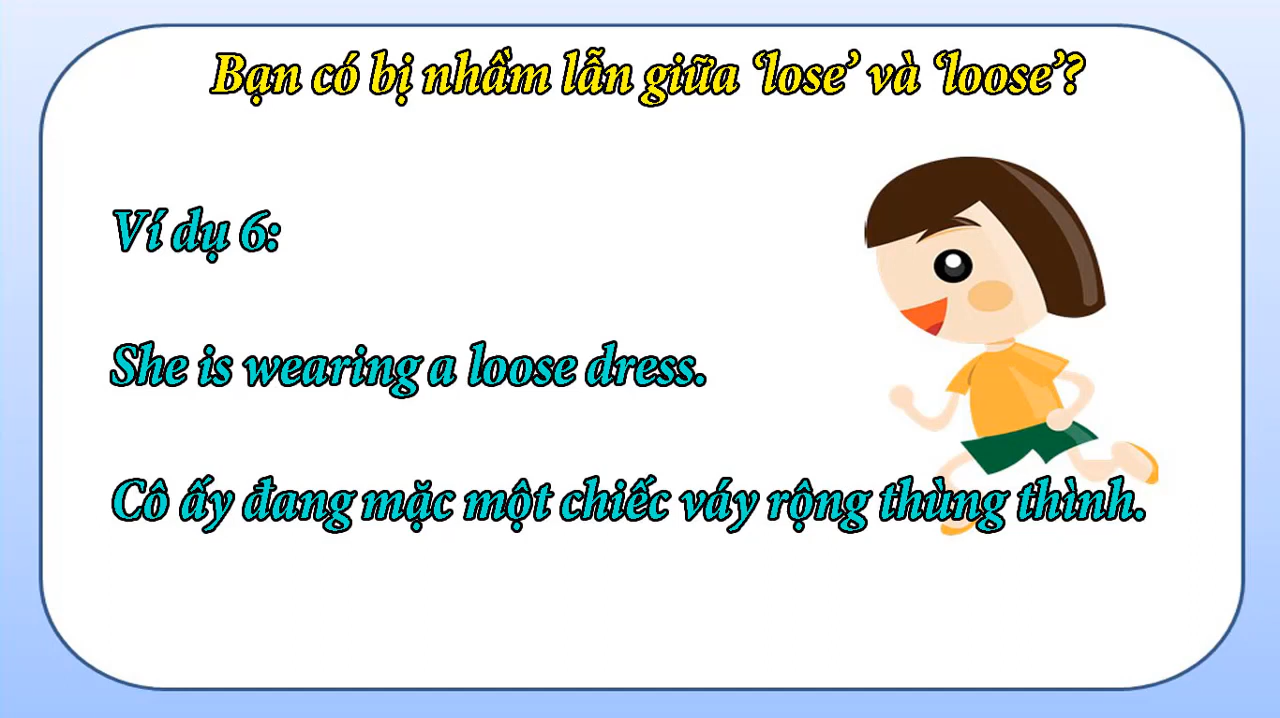 Bạn có bị nhầm lẫn giữa ‘lose’ và ‘loose’?
Ví dụ 6:
She is wearing a loose dress.
Cô ấy đang mặc một chiếc váy rộng thùng thình.